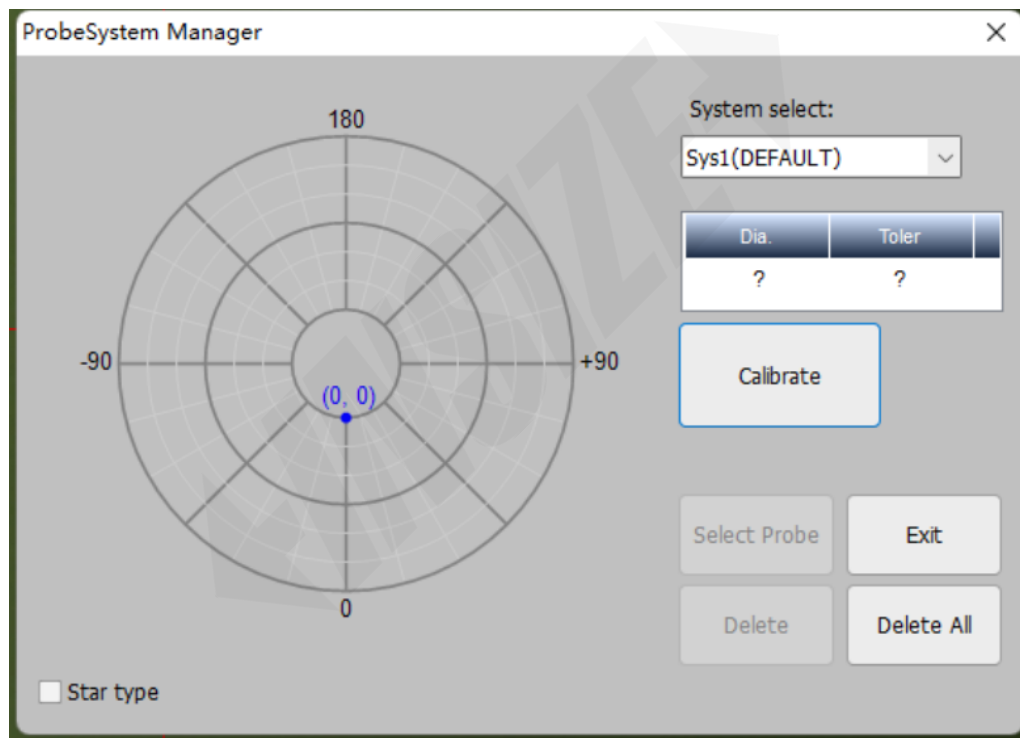 ProbeSystem Manager
180
-90
+90
(0, 0)
0
Star type
System select:
Sys1(DEFAULT)
Dia. Toler
? ?
Calibrate
Select Probe Exit
Delete Delete All